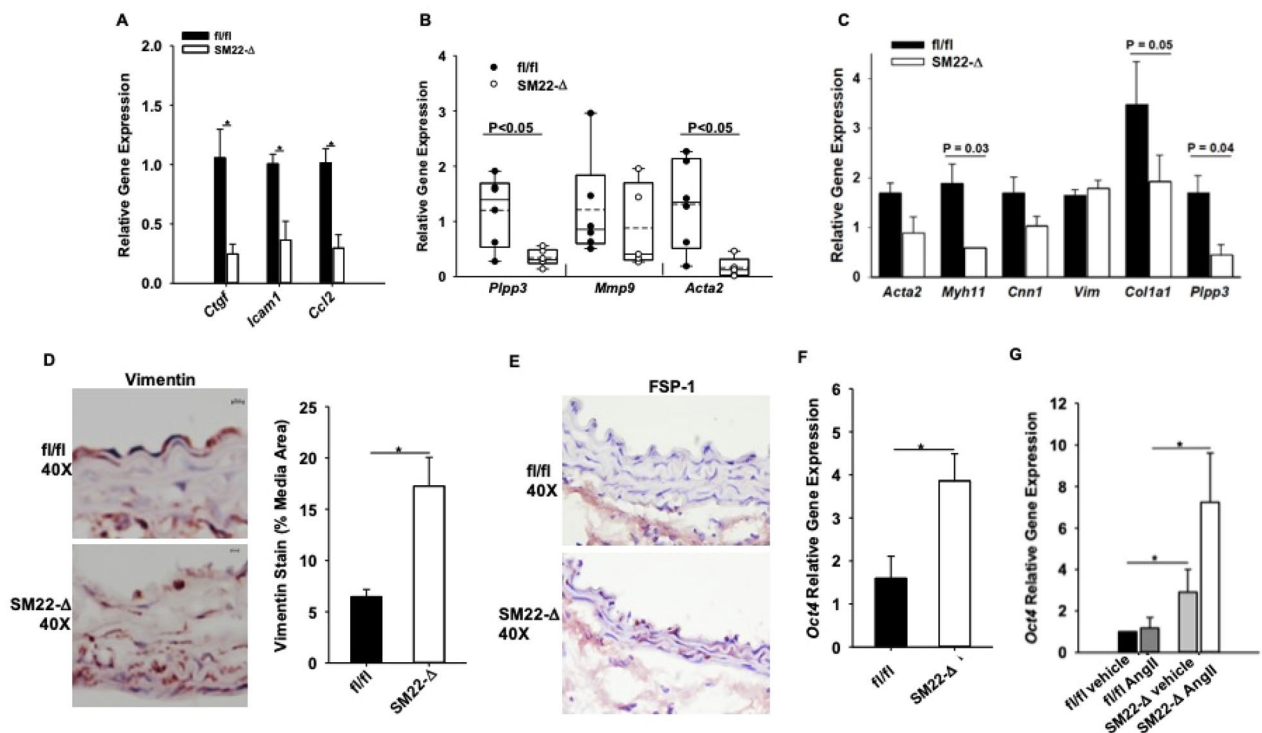 A
fl/fl
SM22-Δ
Relative Gene Expression
2.0
1.5
1.0
0.5
0.0
*
*
*
Ctgf
Icam1
Ccl2
B
fl/fl
SM22-Δ
Relative Gene Expression
4
3
2
1
0
P<0.05
P<0.05
Plpp3
Mmp9
Acta2
C
fl/fl
SM22-Δ
Relative Gene Expression
4
3
2
1
0
P = 0.03
P = 0.05
P = 0.04
Acta2
Myh11
Cnn1
Vim
Col1a1
Plpp3
D
Vimentin
fl/fl
40X
SM22-Δ
40X
Vimentin Stain (% Media Area)
25
20
15
10
5
0
*
fl/fl
SM22-Δ
E
FSP-1
fl/fl
40X
SM22-Δ
40X
F
Oct4 Relative Gene Expression
6
5
4
3
2
1
0
*
fl/fl
SM22-Δ
G
Oct4 Relative Gene Expression
12
10
8
6
4
2
0
*
*
fl/fl vehicle
fl/fl AngII
SM22-Δ vehicle
SM22-Δ AngII